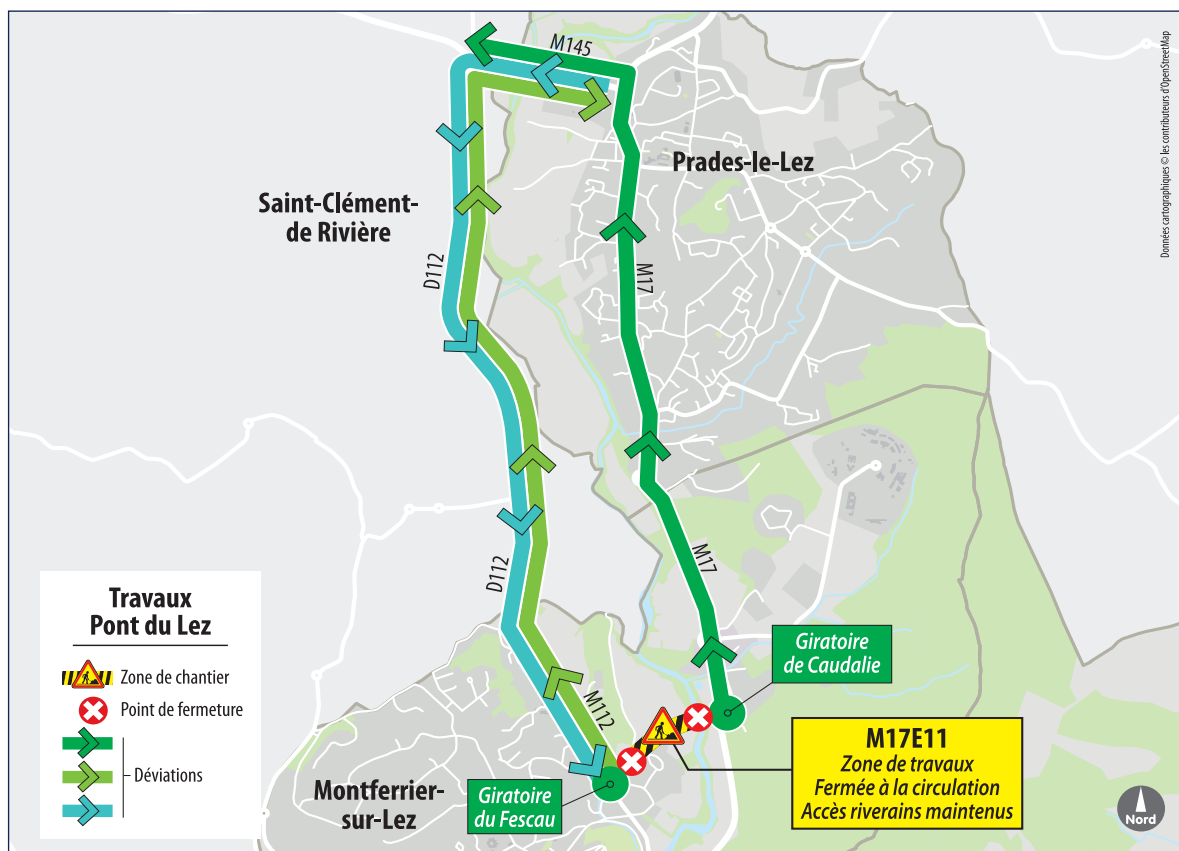 M145
Données cartographiques © les contributeurs d'OpenStreetMap
Prades-le-Lez
Saint-Clément-
de Rivière
D112
M17
D112
M17
Travaux
Pont du Lez
Zone de chantier
Point de fermeture
Déviations
Giratoire
de Caudalie
M112
M17E11
Zone de travaux
Fermée à la circulation
Accès riverains maintenus
Montferrier-
sur-Lez
Giratoire
du Fescau
Nord